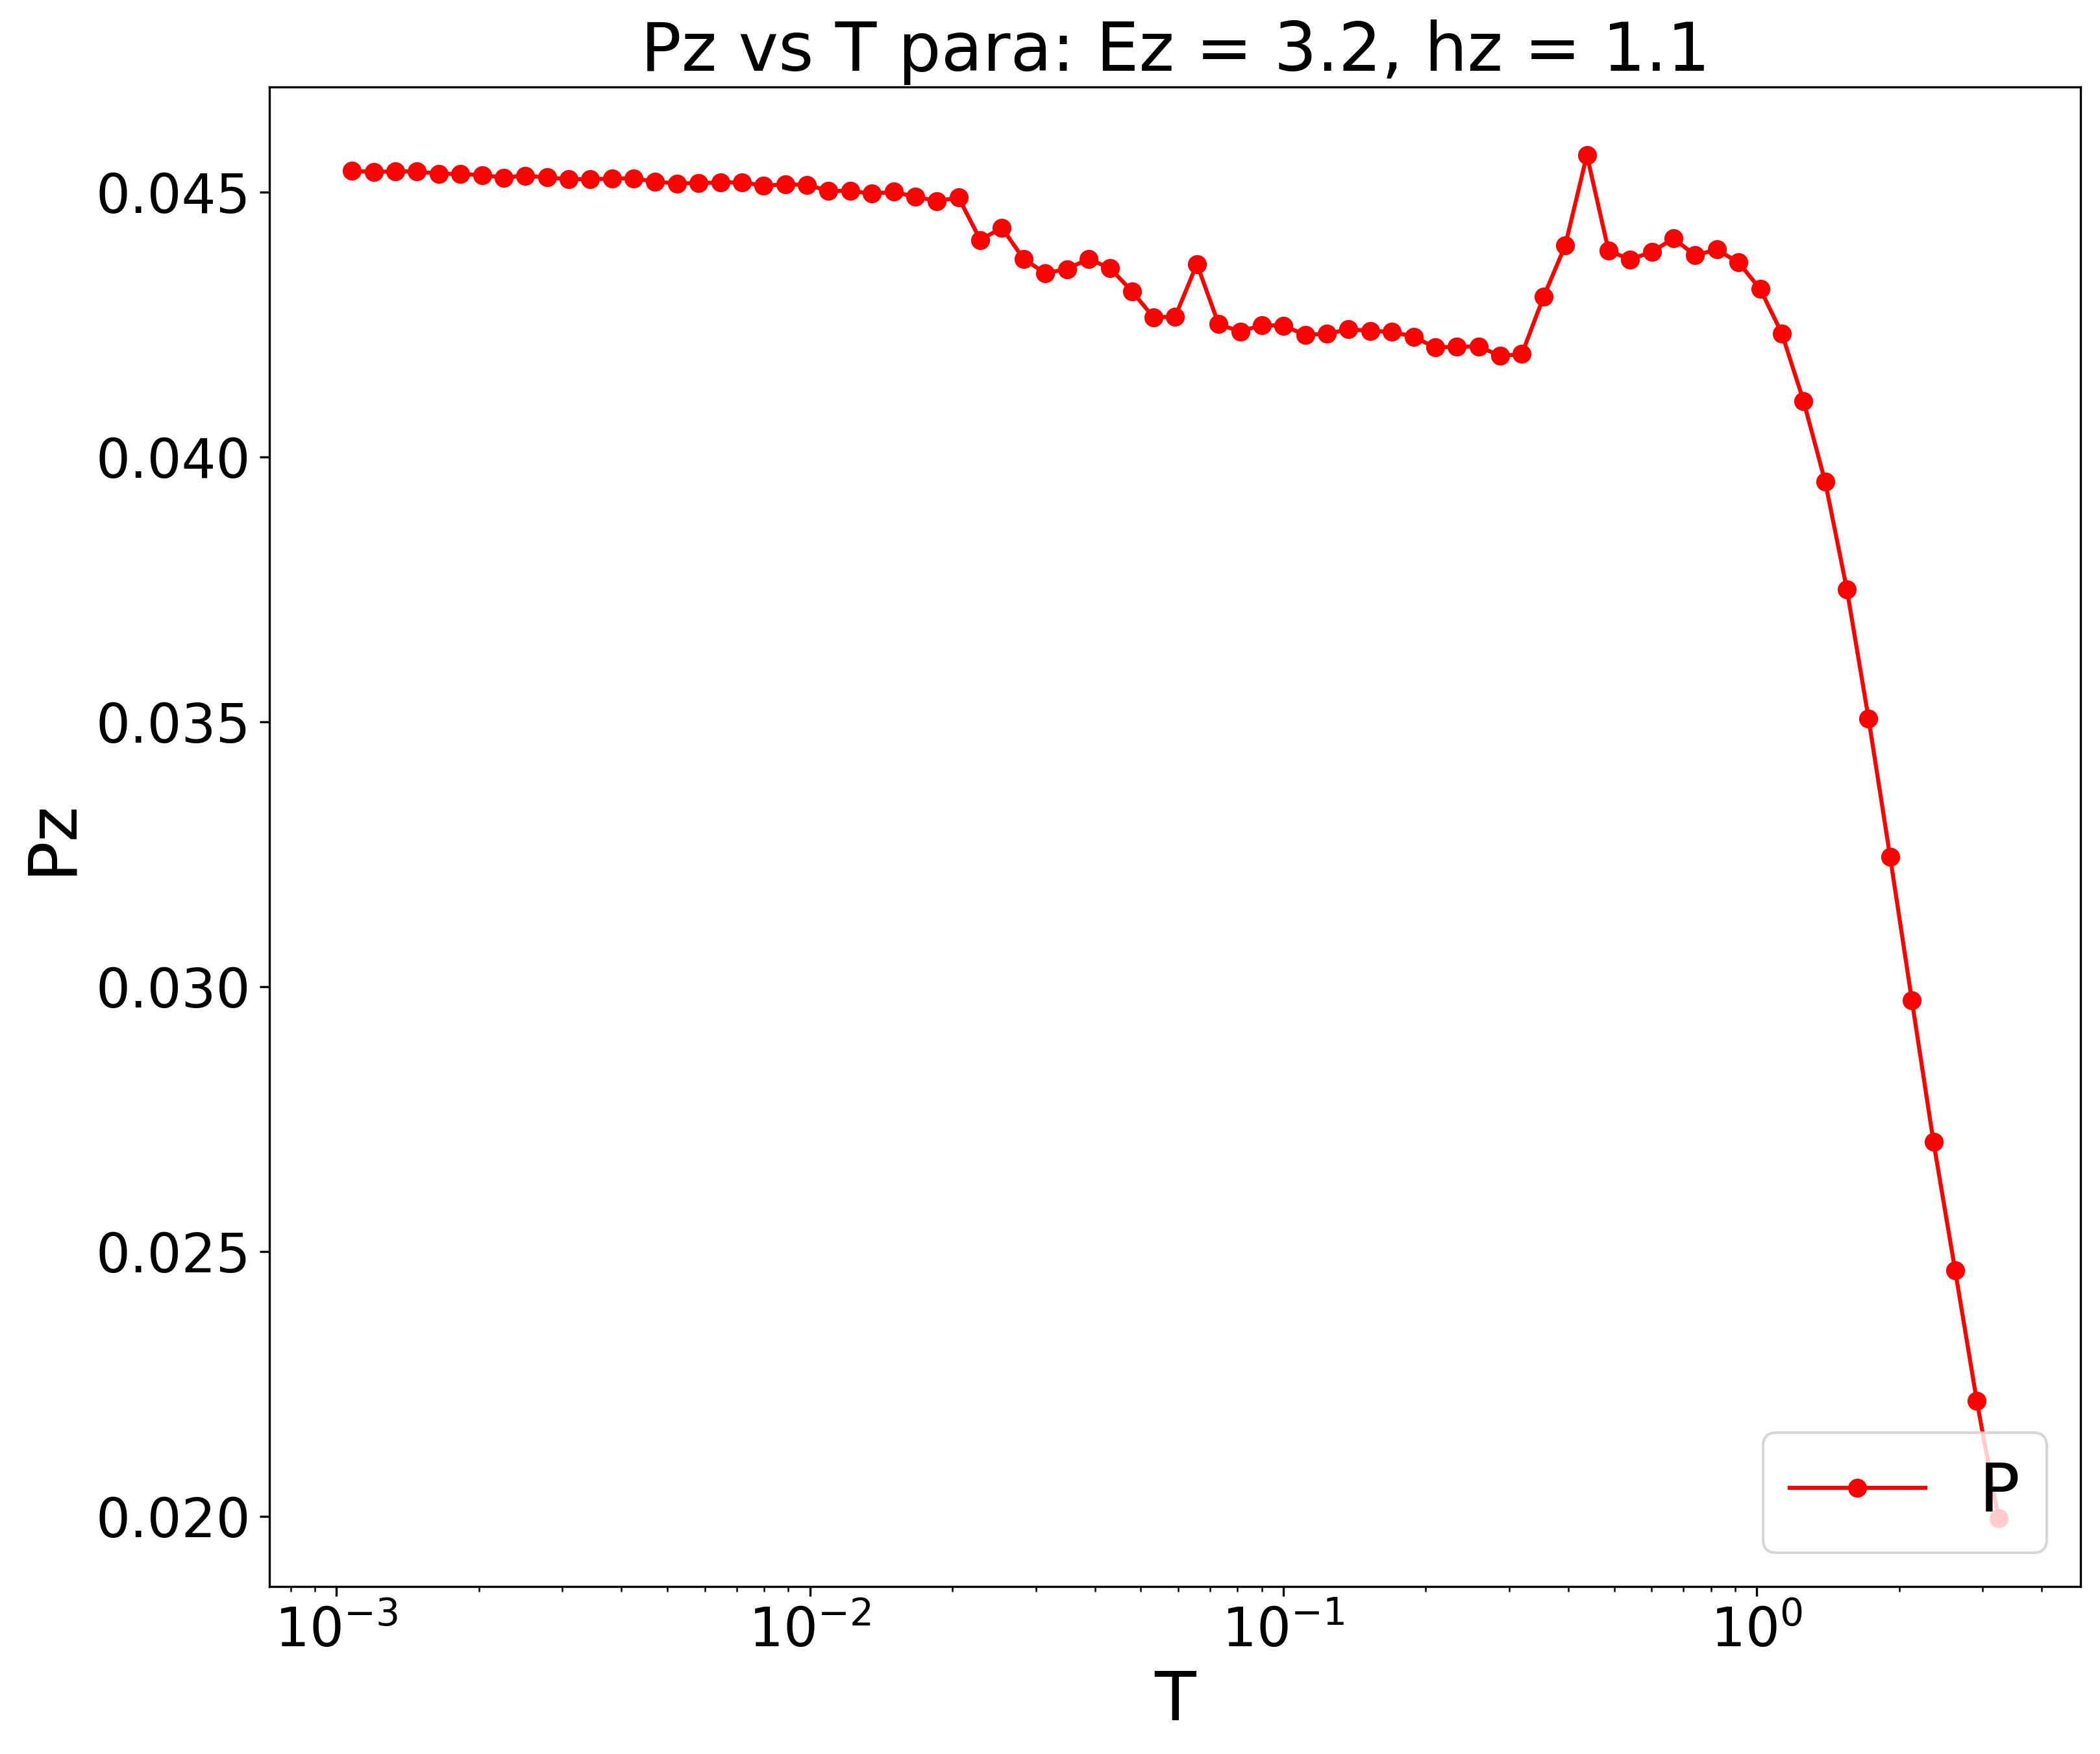 Pz vs T para: Ez = 3.2, hz = 1.1
Pz
0.045
0.040
0.035
0.030
0.025
0.020
P
10⁻³ 10⁻² 10⁻¹ 10⁰
T